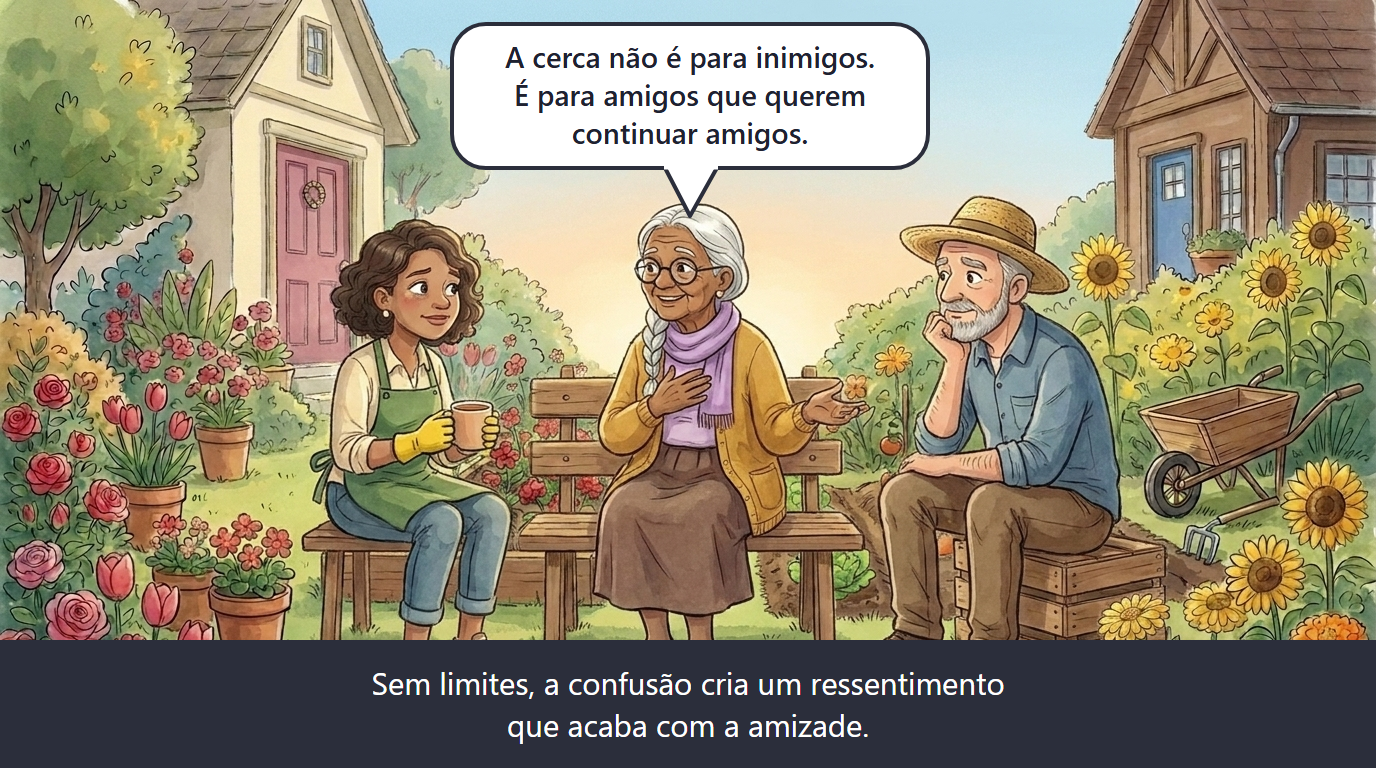 A cerca não é para inimigos.
É para amigos que querem
continuar amigos.
Sem limites, a confusão cria um ressentimento
que acaba com a amizade.